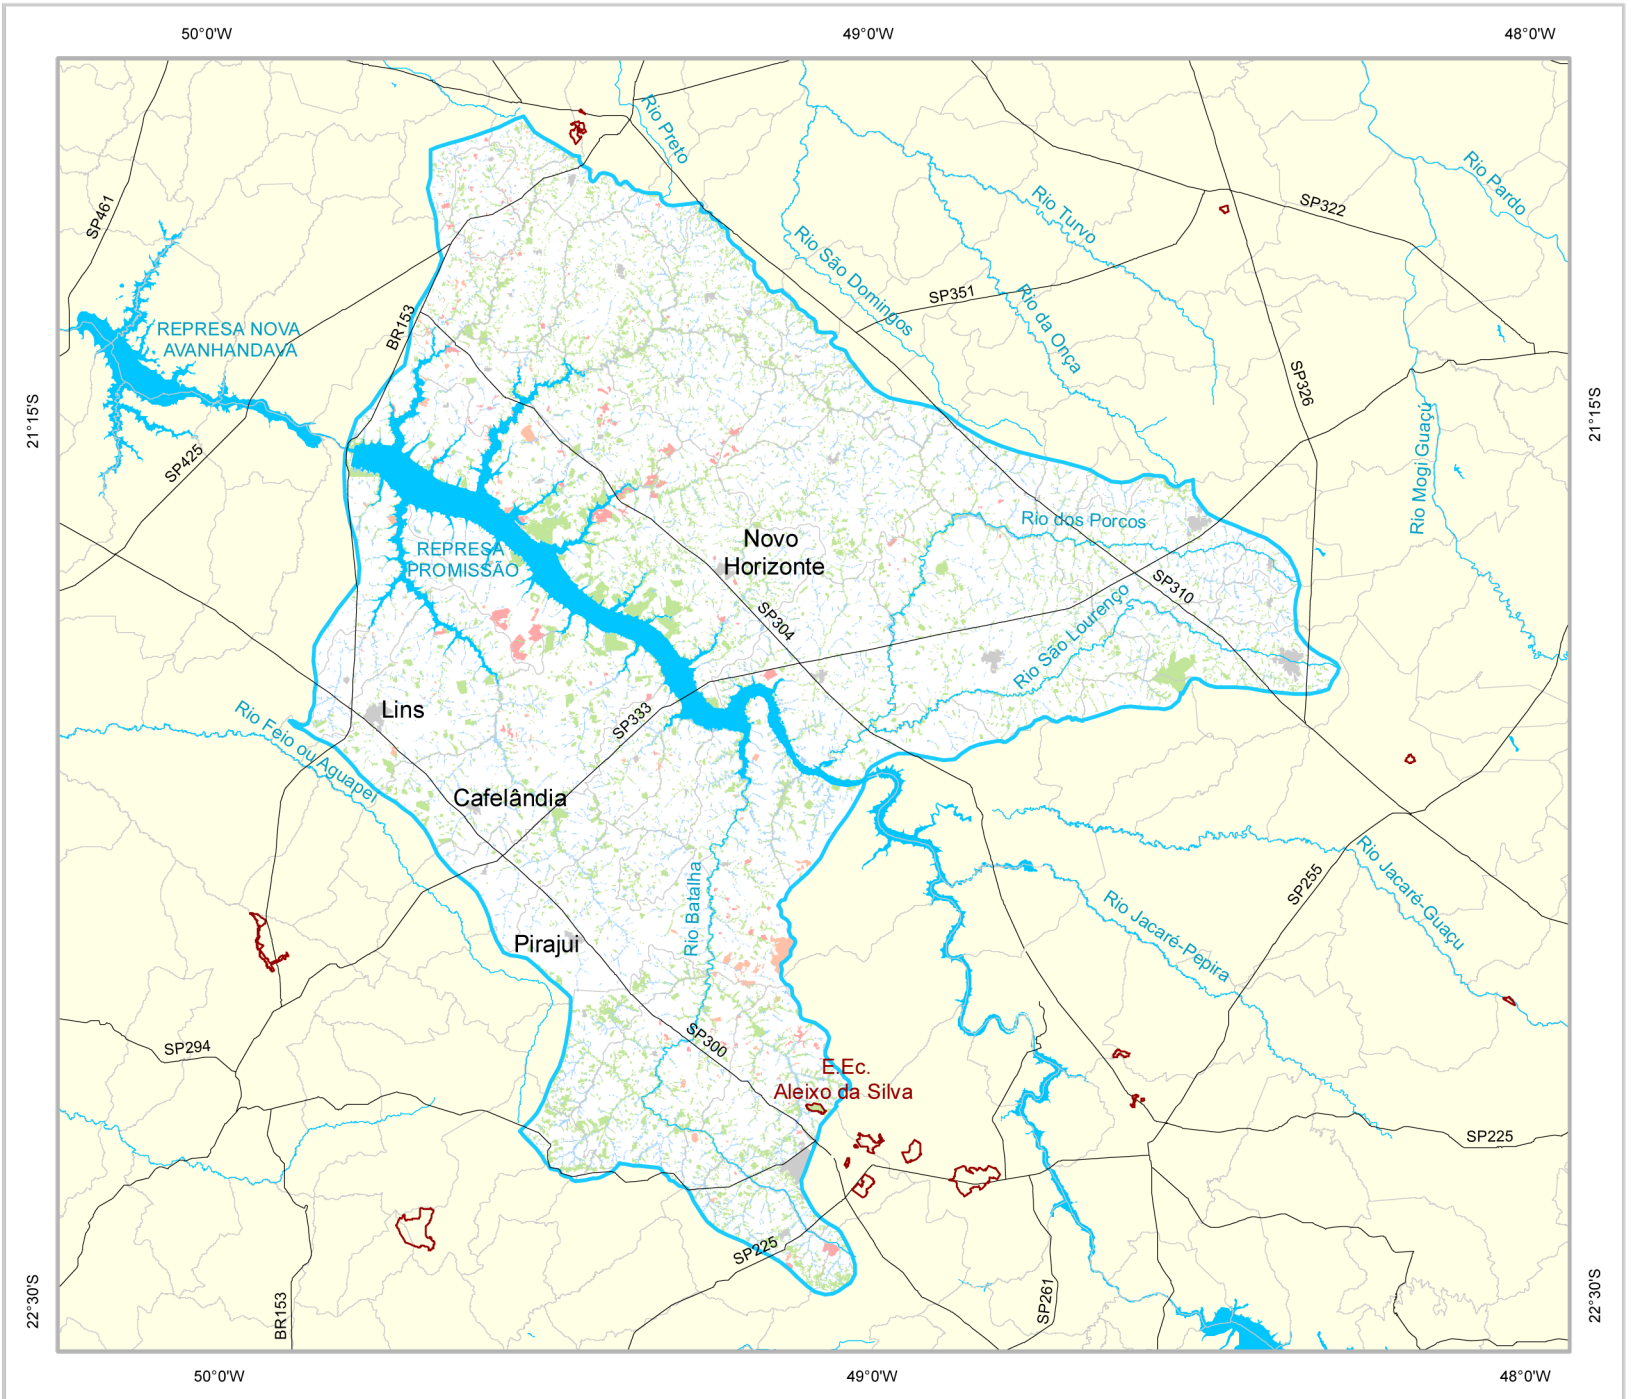 50°0'W
49°0'W
48°0'W
Rio Preto
Rio Pardo
SP461
Rio Turvo
SP322
Rio São Domingos
SP351
Rio da Onça
REPRESA NOVA
AVANHANDAVA
BR153
SP326
21°15'S
21°15'S
SP425
Rio Mogi Guaçú
Rio dos Porcos
REPRESA
PROMISSÃO
Novo
Horizonte
SP310
SP304
Rio São Lourenço
Lins
SP333
Rio Feio ou Aguapeí
Cafelândia
Rio Batalha
SP255
Rio Jacaré-Guaçu
Rio Jacaré-Pepira
Pirajui
SP294
SP300
E.Ec.
Aleixo da Silva
SP225
SP225
BR153
SP261
22°30'S
22°30'S
50°0'W
49°0'W
48°0'W